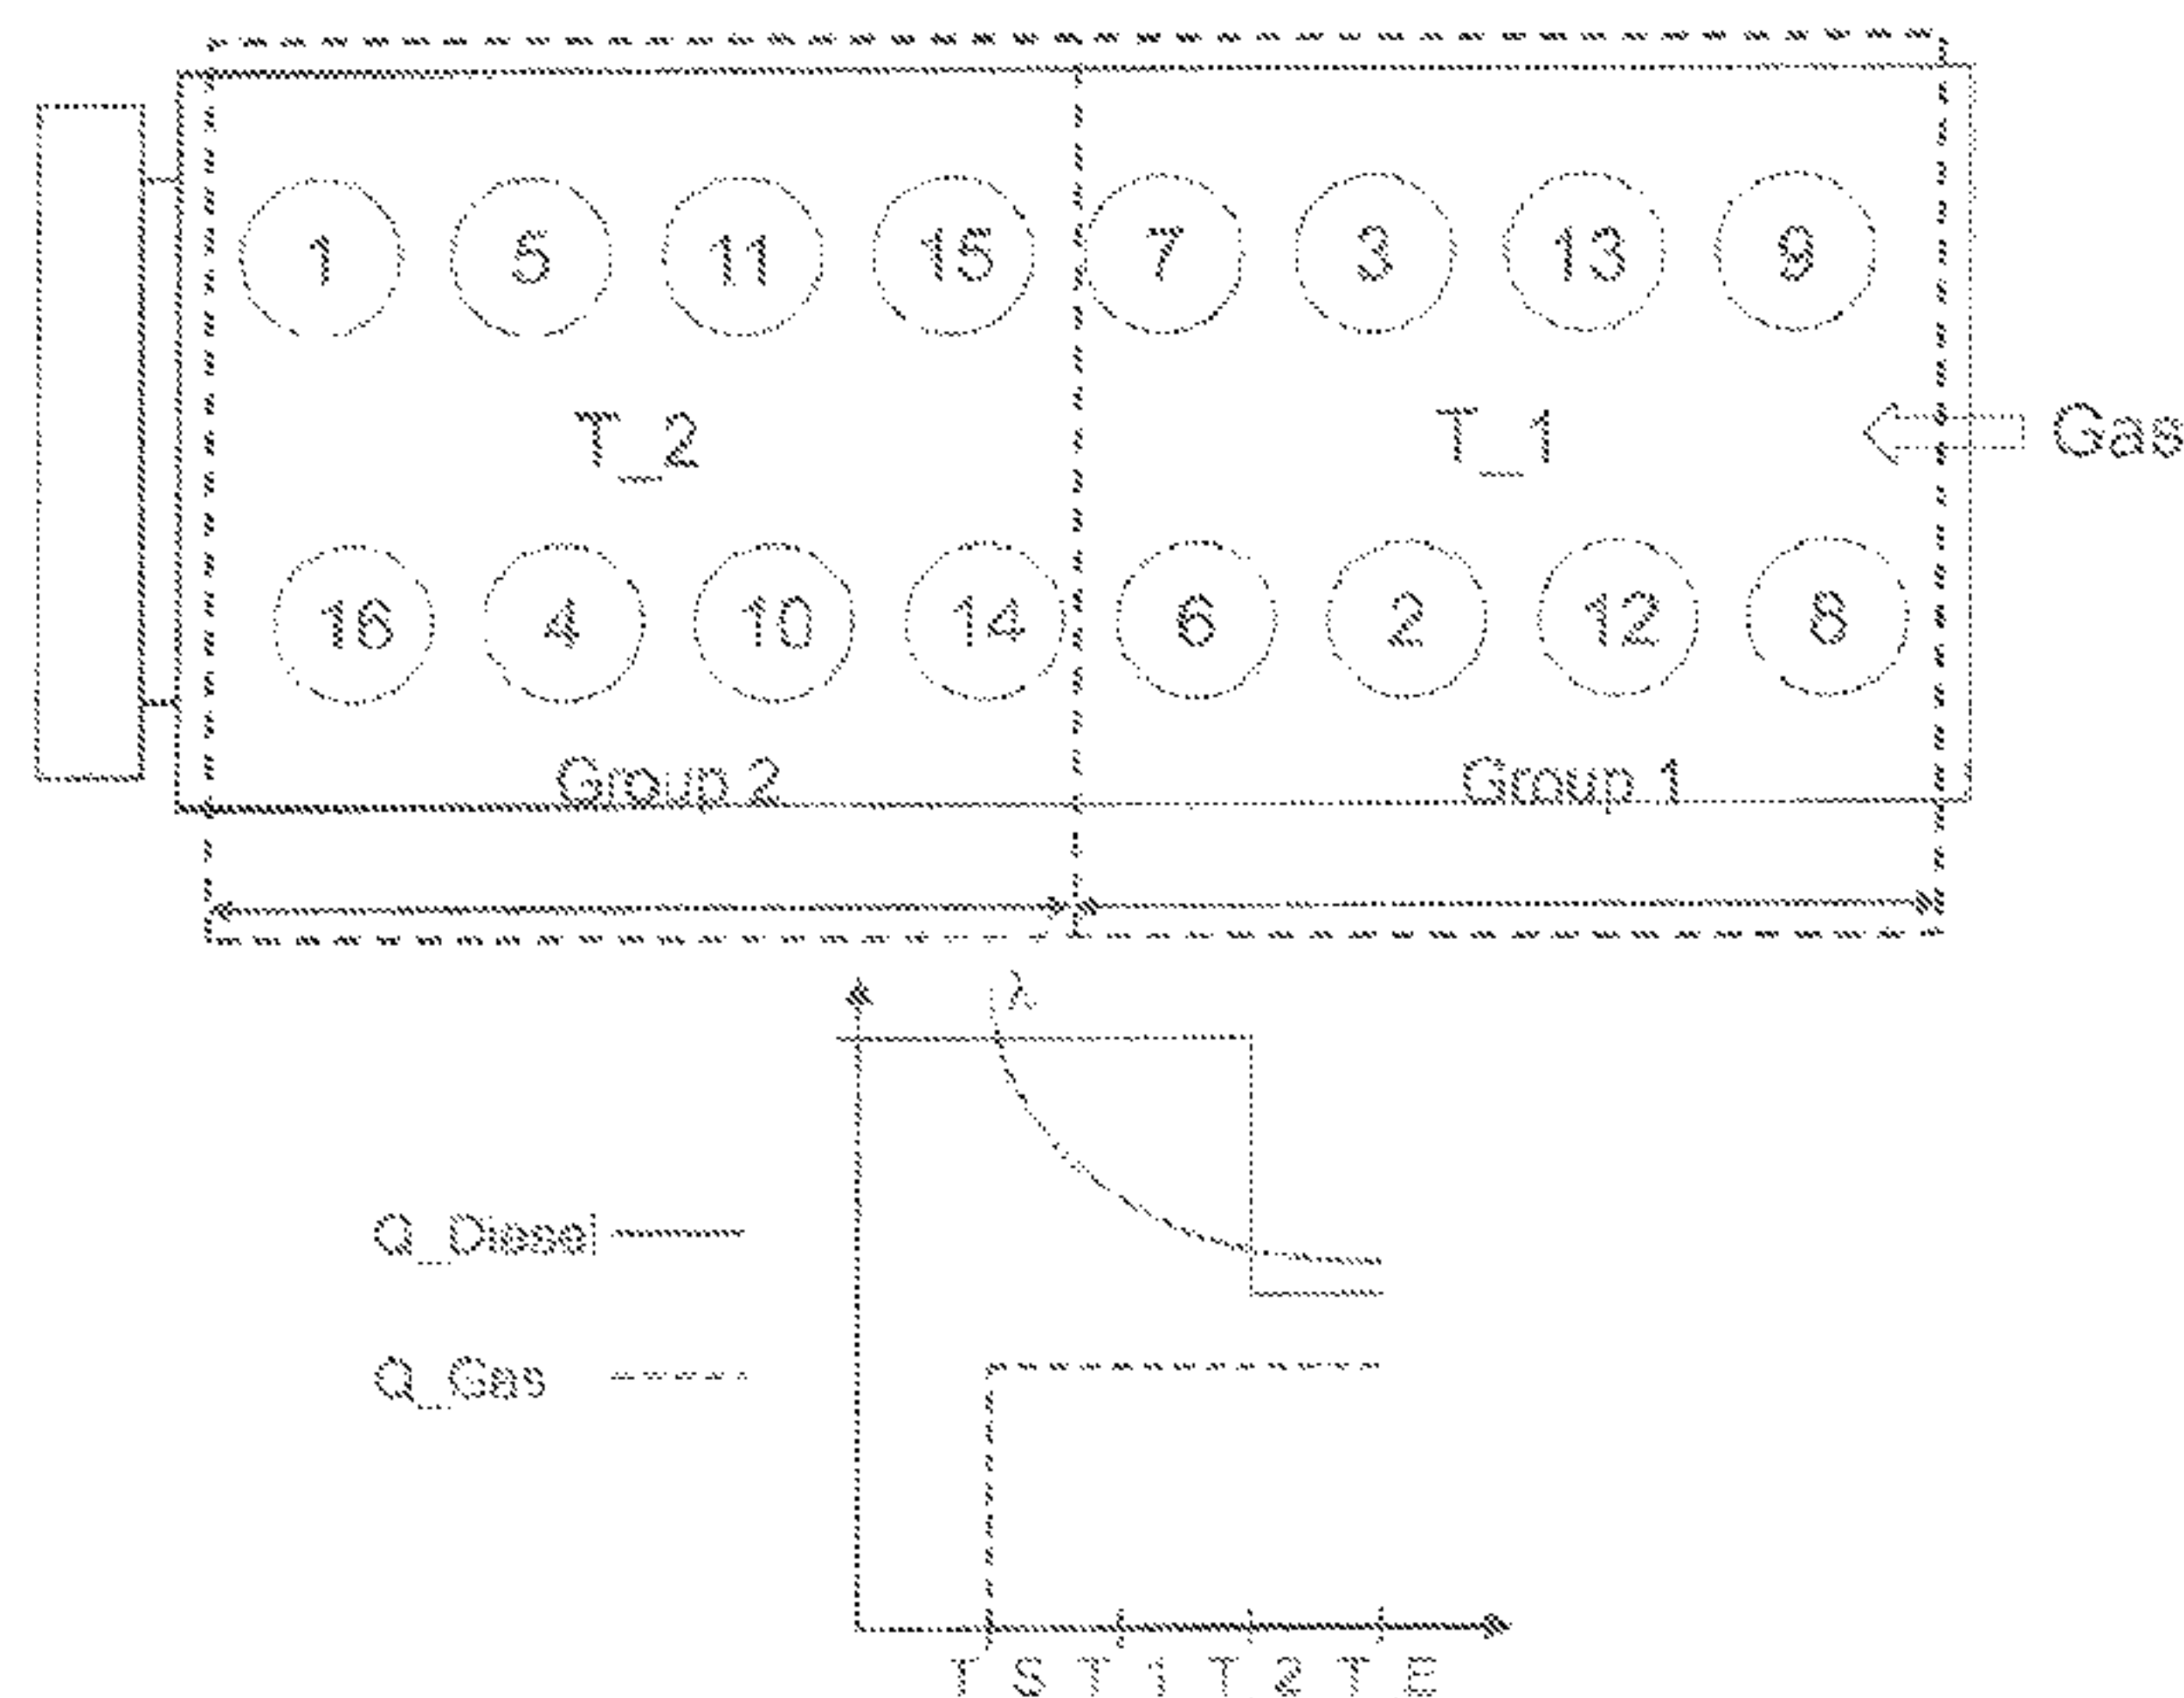 1 5 11 15 7 3 13 9
T_2 T_1 Gas
16 4 10 14 6 2 12 8
Group 2 Group 1
λ
Q_Diesel
Q_Gas
T_S T_1 T_2 T_E